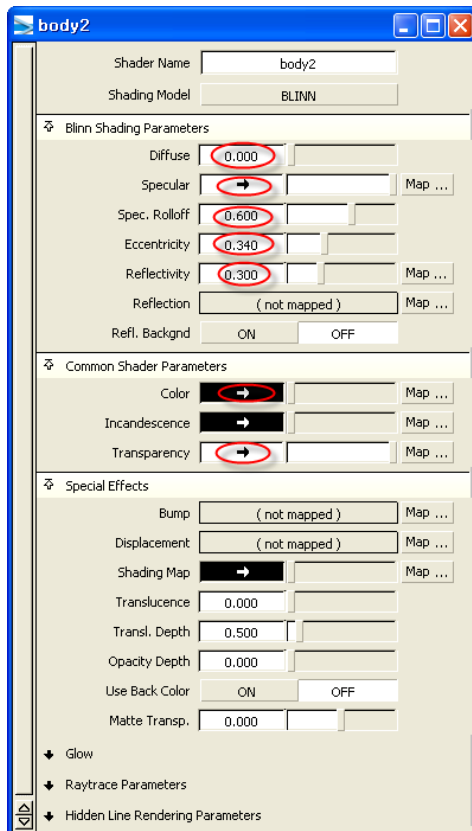 body2
Shader Name body2
Shading Model BLINN
Blinn Shading Parameters
Diffuse 0.000
Specular Map ...
Spec. Rolloff 0.600
Eccentricity 0.340
Reflectivity 0.300 Map ...
Reflection ( not mapped ) Map ...
Refl. Backgnd ON OFF
Common Shader Parameters
Color Map ...
Incandescence Map ...
Transparency Map ...
Special Effects
Bump ( not mapped ) Map ...
Displacement ( not mapped ) Map ...
Shading Map Map ...
Translucence 0.000
Transl. Depth 0.500
Opacity Depth 0.000
Use Back Color ON OFF
Matte Transp. 0.000
Glow
Raytrace Parameters
Hidden Line Rendering Parameters